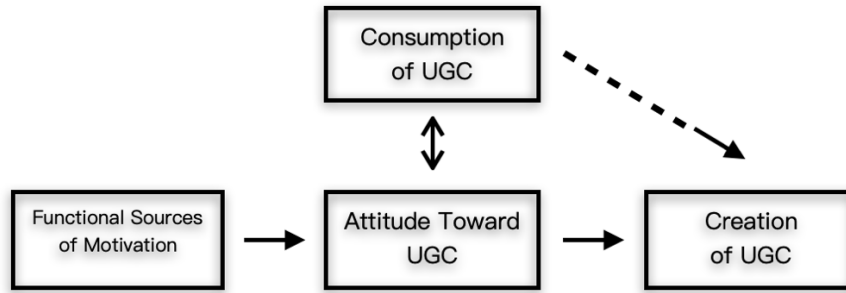 Consumption
of UGC
Functional Sources
of Motivation
Attitude Toward
UGC
Creation
of UGC